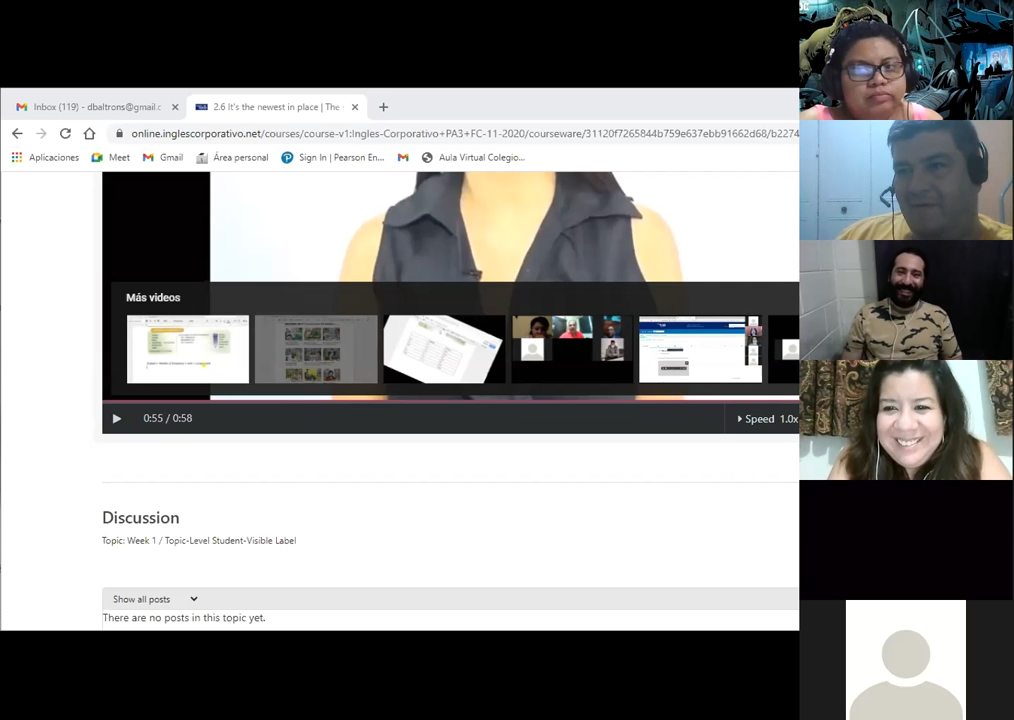 Inbox (119) - dbaltrons@gmail.c
2.6 It's the newest in place | The
online.inglescorporativo.net/courses/course-v1:Ingles-Corporativo+PA3+FC-11-2020/courseware/31120f7265844b759e637ebb91662d68/b2274
Aplicaciones
Meet
Gmail
Área personal
Sign In | Pearson En...
Aula Virtual Colegio...
Más videos
0:55 / 0:58
Speed 1.0x
Discussion
Topic: Week 1 / Topic-Level Student-Visible Label
Show all posts
There are no posts in this topic yet.